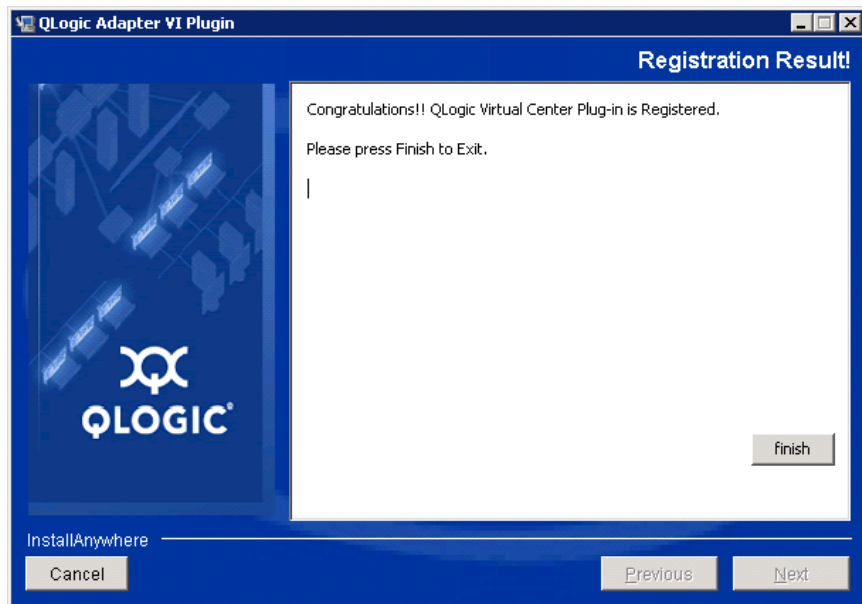 QLogic Adapter VI Plugin
Registration Result!
Congratulations!! QLogic Virtual Center Plug-in is Registered.
Please press Finish to Exit.
QLOGIC
finish
InstallAnywhere
Cancel
Previous
Next